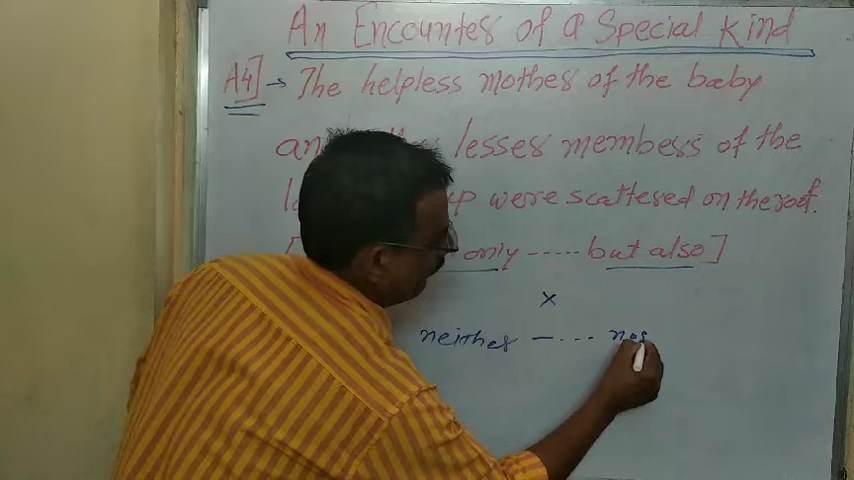 An Encounter of a Special Kind
A4] → The helpless mother of the baby
an lesser members of the
were scattered on the roof.
only ----- but also]
×
neither -... nor